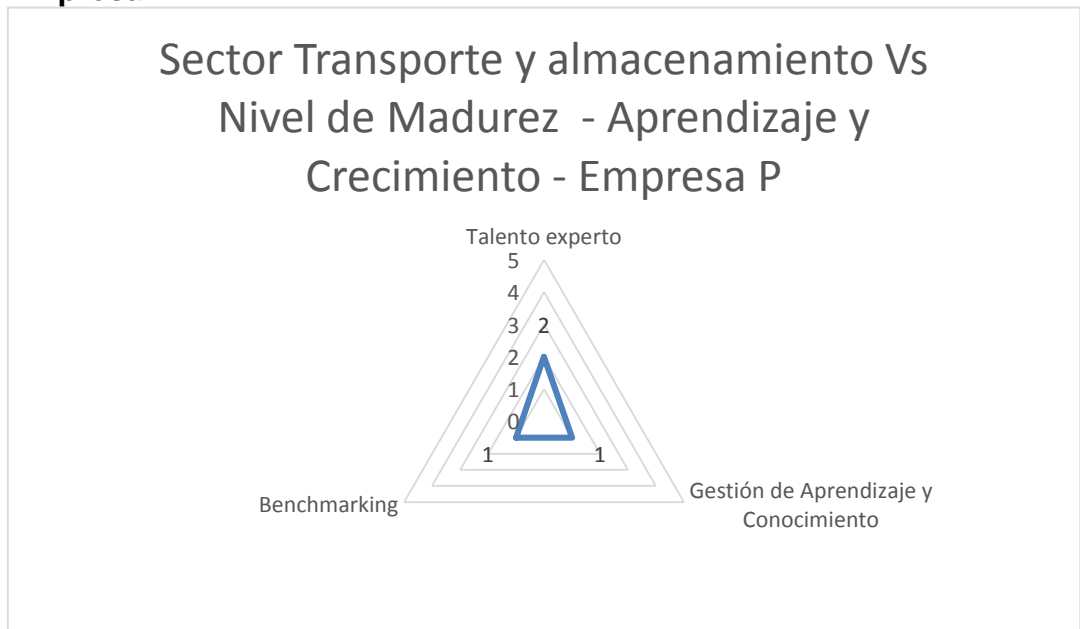 Sector Transporte y almacenamiento Vs
Nivel de Madurez - Aprendizaje y
Crecimiento - Empresa P
Talento experto
5
4
3
2
2
1
0
1
1
Benchmarking
Gestión de Aprendizaje y
Conocimiento